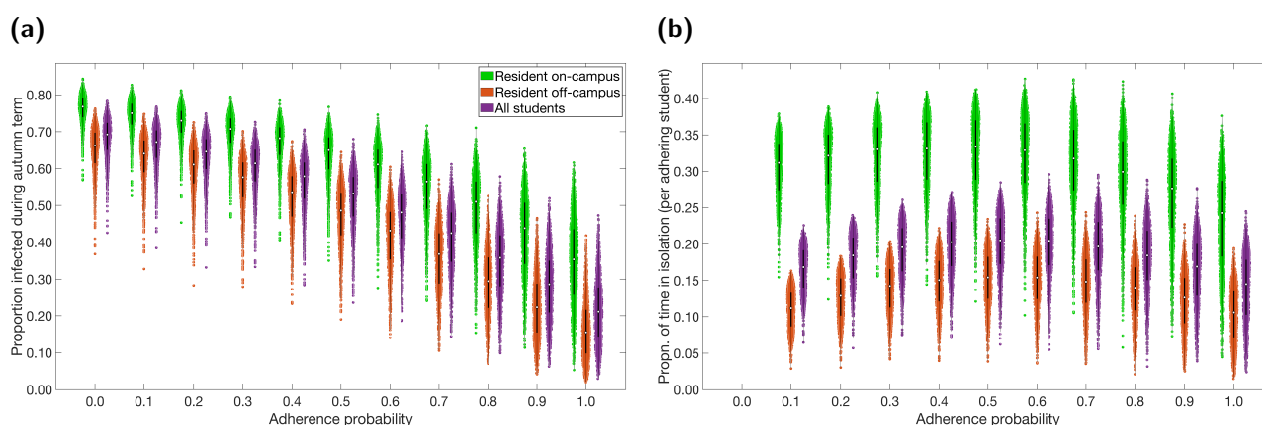 (a)
Proportion infected during autumn term
0.80
0.70
0.60
0.50
0.40
0.30
0.20
0.10
0.00
Resident on-campus
Resident off-campus
All students
0.0 0.1 0.2 0.3 0.4 0.5 0.6 0.7 0.8 0.9 1.0
Adherence probability
(b)
Propn. of time in isolation (per adhering student)
0.40
0.35
0.30
0.25
0.20
0.15
0.10
0.05
0.00
0.0 0.1 0.2 0.3 0.4 0.5 0.6 0.7 0.8 0.9 1.0
Adherence probability